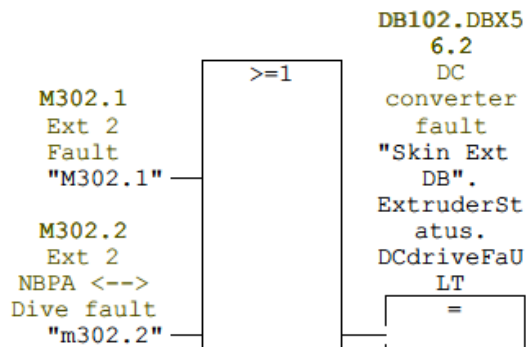 DB102.DBX5
6.2
DC
converter
fault
"Skin Ext
DB".
ExtruderSt
atus.
DCdriveFaU
LT
=
>=1
M302.1
Ext 2
Fault
"M302.1"
M302.2
Ext 2
NBPA <-->
Dive fault
"m302.2"